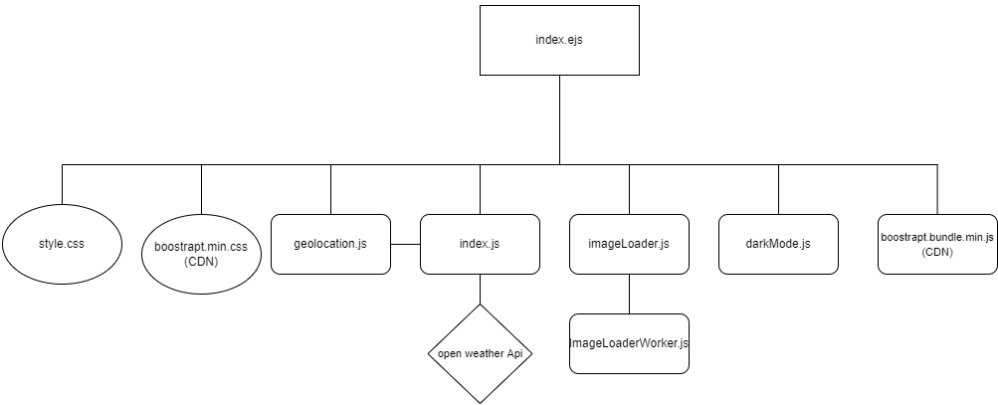 index.ejs
style.css
boostrapt.min.css
(CDN)
geolocation.js
index.js
imageLoader.js
darkMode.js
boostrapt.bundle.min.js
(CDN)
open weather Api
ImageLoaderWorker.js